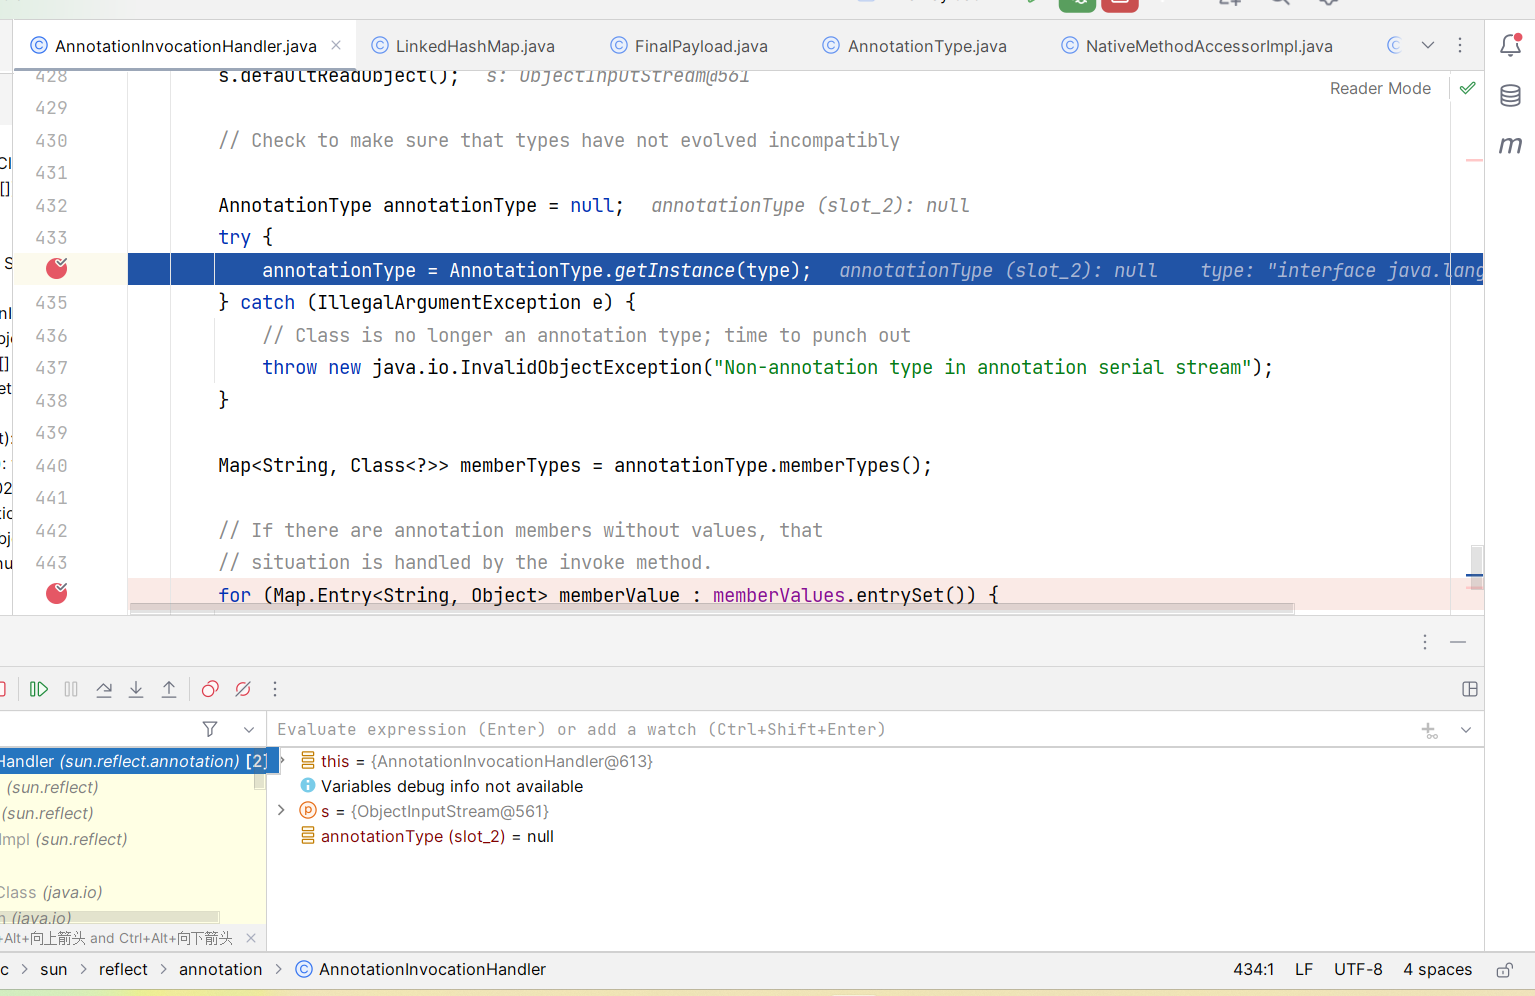 AnnotationInvocationHandler.java × LinkedHashMap.java FinalPayload.java AnnotationType.java NativeMethodAccessorImpl.java
428 s.defaultReadObject(); s: ObjectInputStream@561
Reader Mode
429
430 // Check to make sure that types have not evolved incompatibly
431
432 AnnotationType annotationType = null; annotationType (slot_2): null
433 try {
annotationType = AnnotationType.getInstance(type); annotationType (slot_2): null type: "interface java.lang
435 } catch (IllegalArgumentException e) {
436 // Class is no longer an annotation type; time to punch out
437 throw new java.io.InvalidObjectException("Non-annotation type in annotation serial stream");
438 }
439
440 Map<String, Class<?>> memberTypes = annotationType.memberTypes();
441
442 // If there are annotation members without values, that
443 // situation is handled by the invoke method.
for (Map.Entry<String, Object> memberValue : memberValues.entrySet()) {
Evaluate expression (Enter) or add a watch (Ctrl+Shift+Enter)
Handler (sun.reflect.annotation) [2]
(sun.reflect)
(sun.reflect)
Impl (sun.reflect)
Class (java.io)
n (java.io)
+Alt+向上箭头 and Ctrl+Alt+向下箭头 ×
this = {AnnotationInvocationHandler@613}
Variables debug info not available
s = {ObjectInputStream@561}
annotationType (slot_2) = null
c > sun > reflect > annotation > AnnotationInvocationHandler
434:1 LF UTF-8 4 spaces